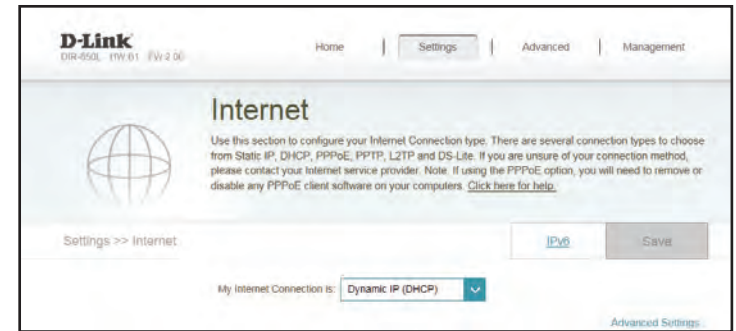 D-Link
DIR-650L HW:B1 FW:2.00
Home | Settings | Advanced | Management
Internet
Use this section to configure your Internet Connection type. There are several connection types to choose
from Static IP, DHCP, PPPoE, PPTP, L2TP and DS-Lite. If you are unsure of your connection method,
please contact your Internet service provider. Note: If using the PPPoE option, you will need to remove or
disable any PPPoE client software on your computers. Click here for help.
Settings >> Internet
IPv6
Save
My Internet Connection is: Dynamic IP (DHCP)
Advanced Settings...